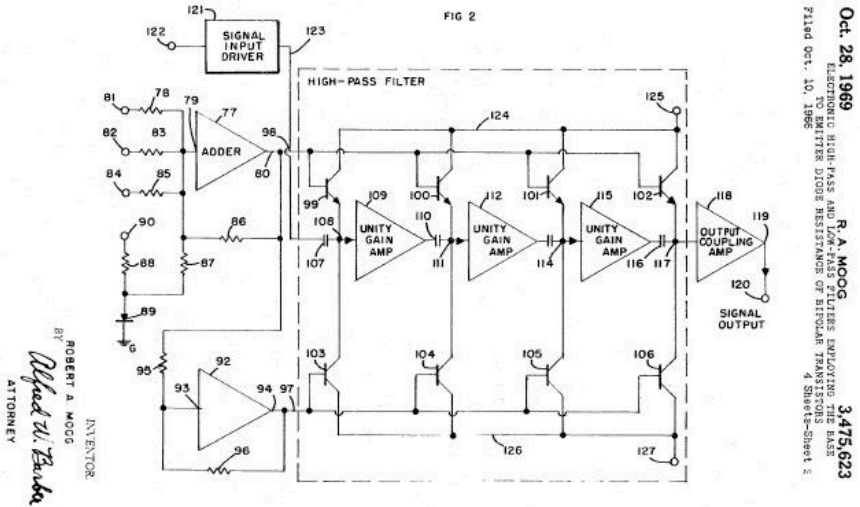 Oct. 28, 1969
R. A. MOOG
3,475,623
ELECTRONIC HIGH-PASS AND LOW-PASS FILTERS EMPLOYING THE BASE
TO EMITTER DIODE RESISTANCE OF BIPOLAR TRANSISTORS
Filed Oct. 10, 1966
4 Sheets-Sheet 2
FIG 2
121
122
SIGNAL
INPUT
DRIVER
123
HIGH-PASS FILTER
125
124
81
78
79
77
98
82
83
ADDER
80
84
85
99
100
101
102
90
86
108
109
110
112
115
118
119
UNITY
GAIN
AMP
UNITY
GAIN
AMP
UNITY
GAIN
AMP
OUTPUT
COUPLING
AMP
88
87
107
111
114
116
117
120
SIGNAL
OUTPUT
89
G
103
104
105
106
95
92
93
94
97
96
126
127
INVENTOR.
ROBERT A. MOOG
BY
Alfred W. Barber
ATTORNEY